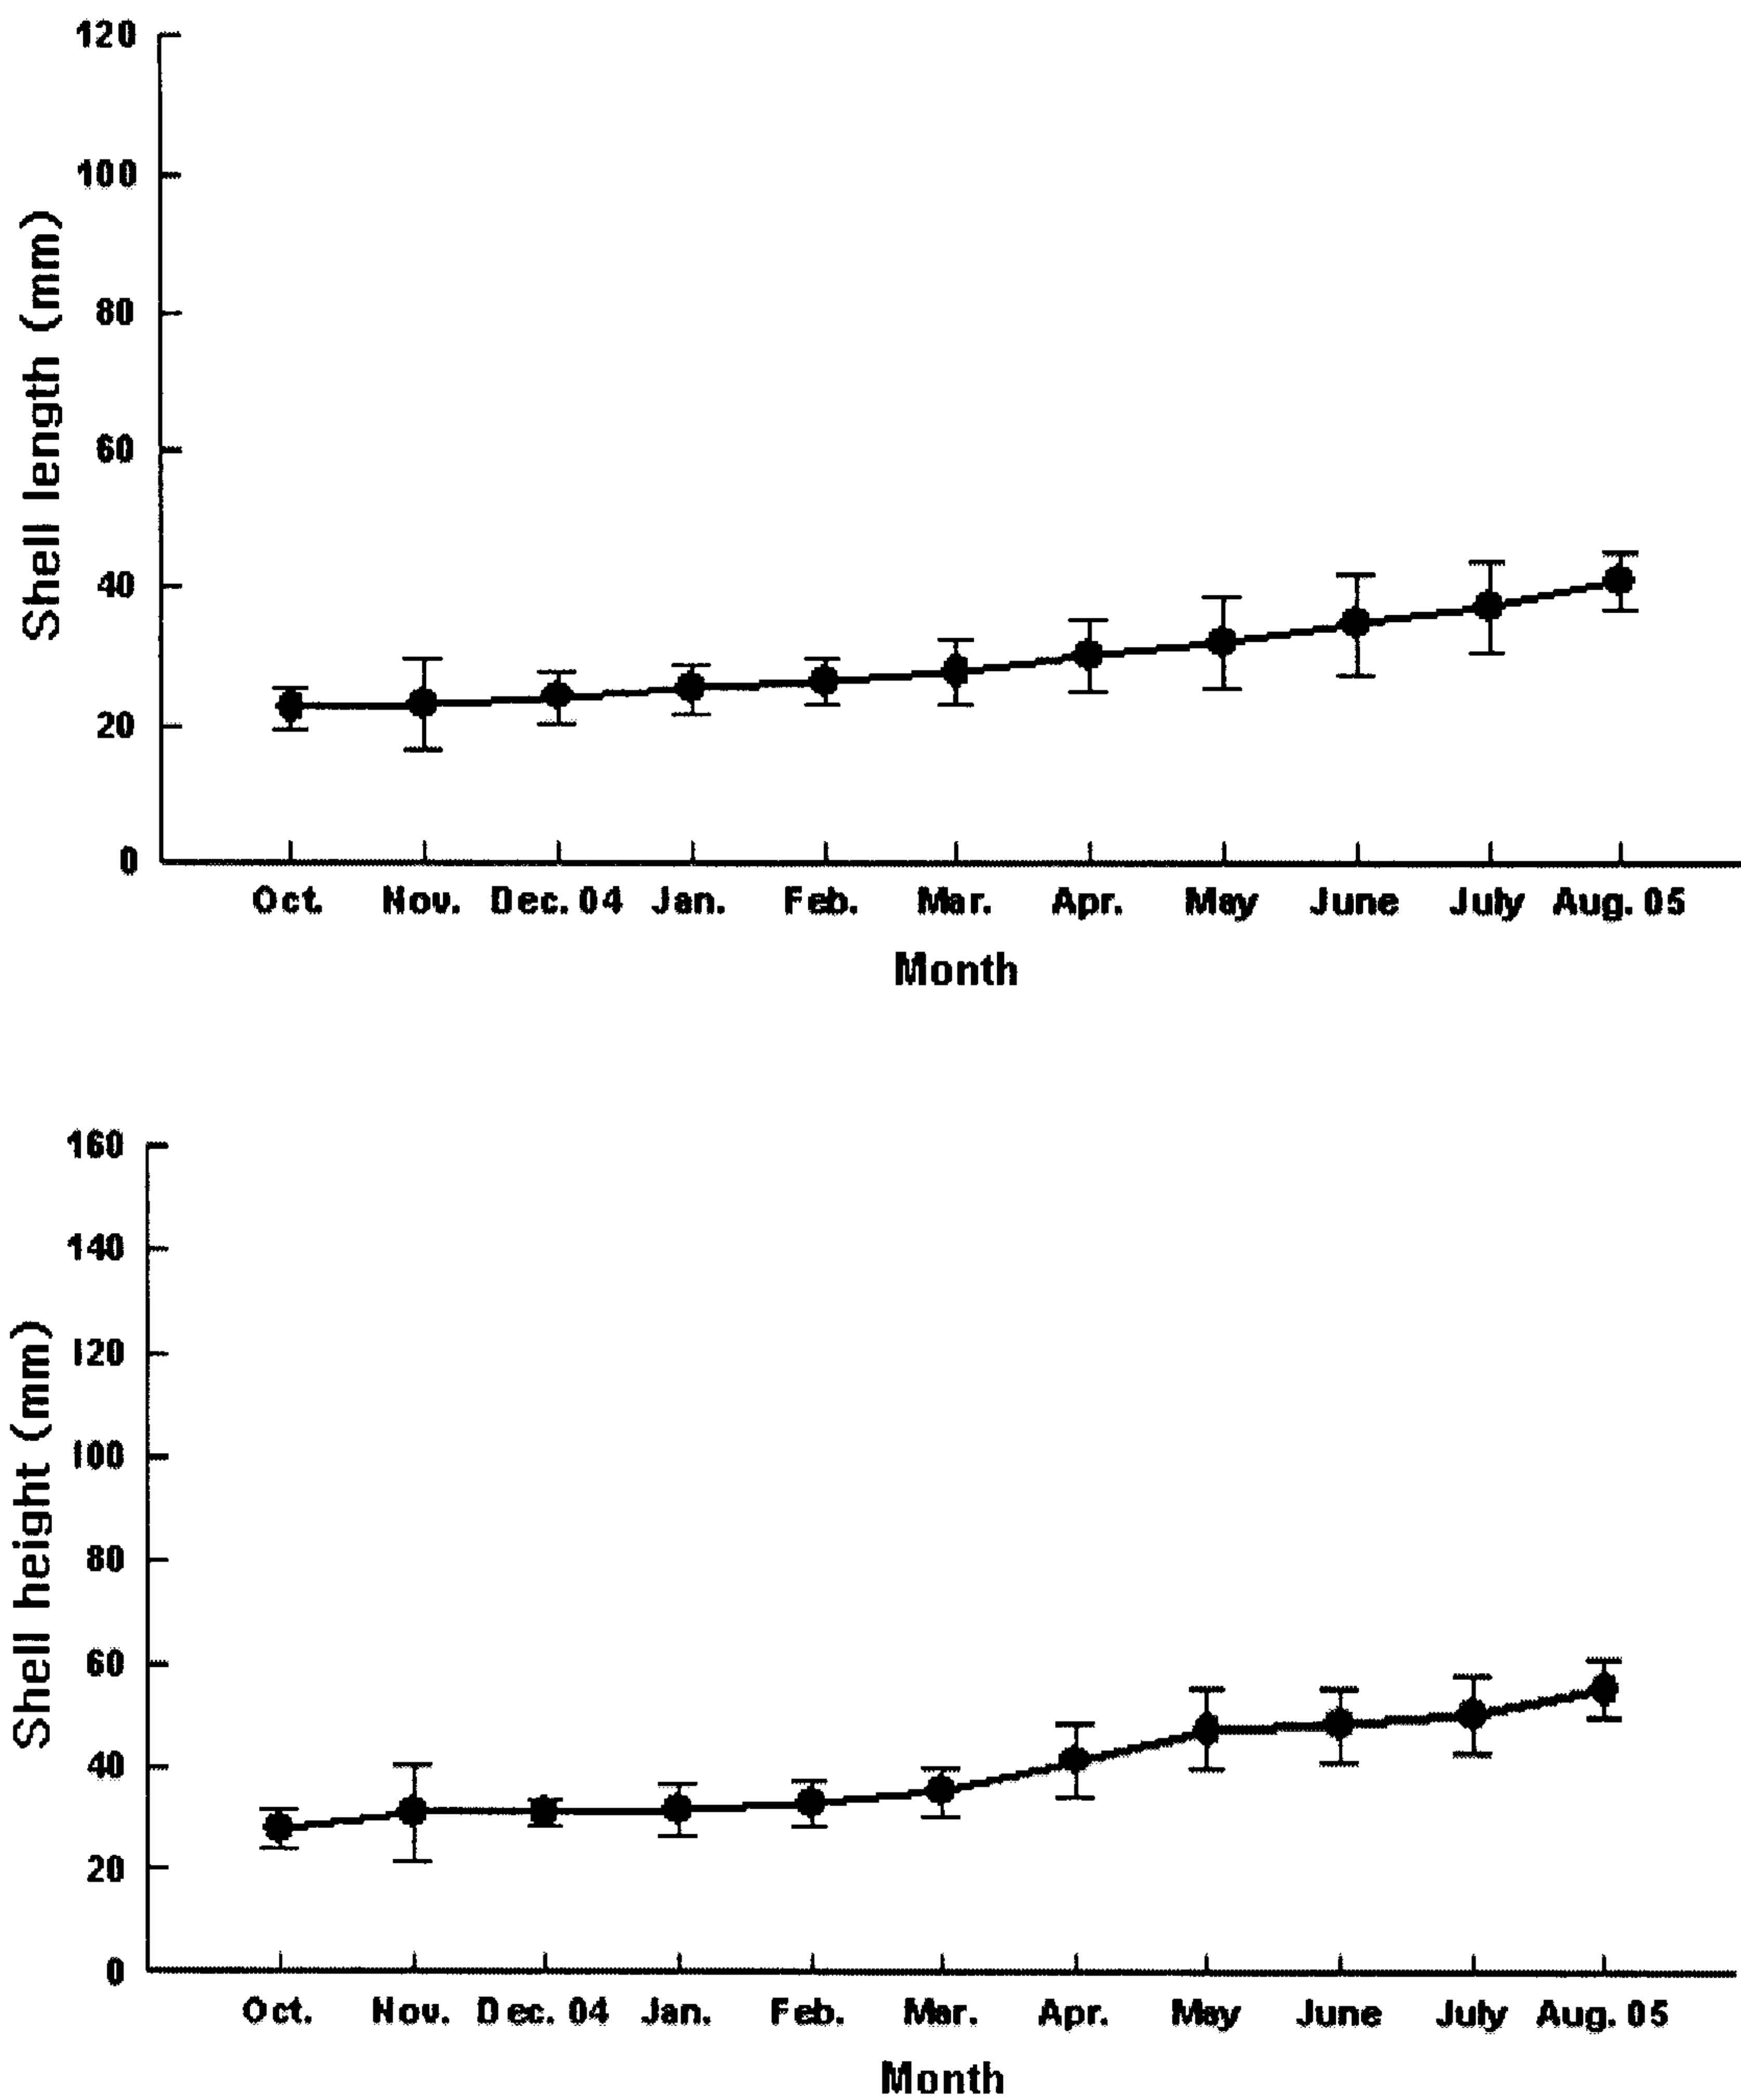 120
100
80
60
40
20
0
Shell length (mm)
Oct. Nov. Dec. 04 Jan. Feb. Mar. Apr. May June July Aug. 05
Month
160
140
120
100
80
60
40
20
0
Shell height (mm)
Oct. Nov. Dec. 04 Jan. Feb. Mar. Apr. May June July Aug. 05
Month